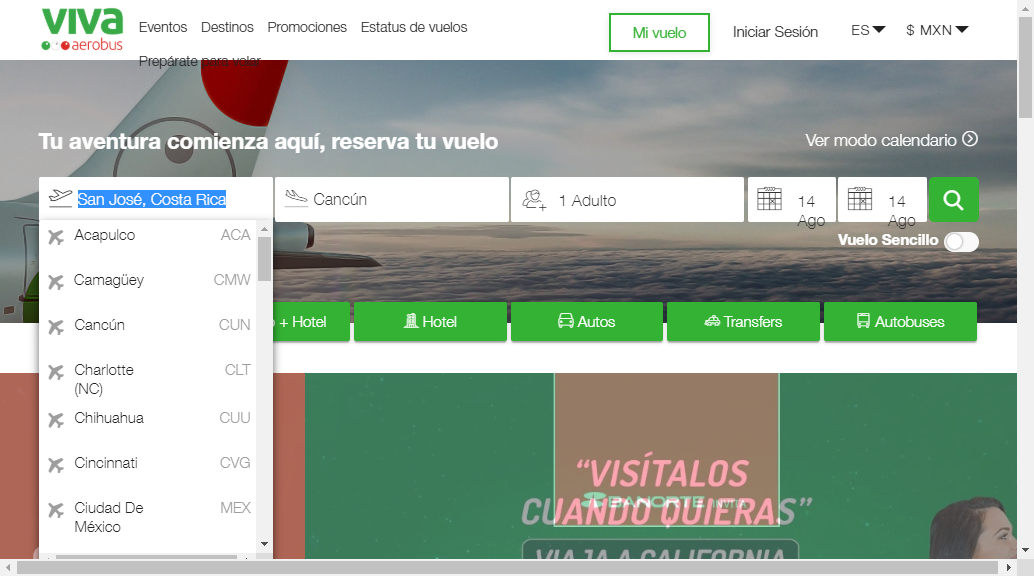 viva
aerobus
Eventos Destinos Promociones Estatus de vuelos
Prepárate para volar
Mi vuelo
Iniciar Sesión
ES
$ MXN
Tu aventura comienza aquí, reserva tu vuelo
Ver modo calendario
San José, Costa Rica
Cancún
1 Adulto
14
Ago
14
Ago
Vuelo Sencillo
Acapulco ACA
Camagüey CMW
Cancún CUN
Charlotte CLT
(NC)
Chihuahua CUU
Cincinnati CVG
Ciudad De MEX
México
+ Hotel
Hotel
Autos
Transfers
Autobuses
“VISÍTALOS
CUANDO QUIERAS”
BANORTE INVITA
VIAJA A CALIFORNIA